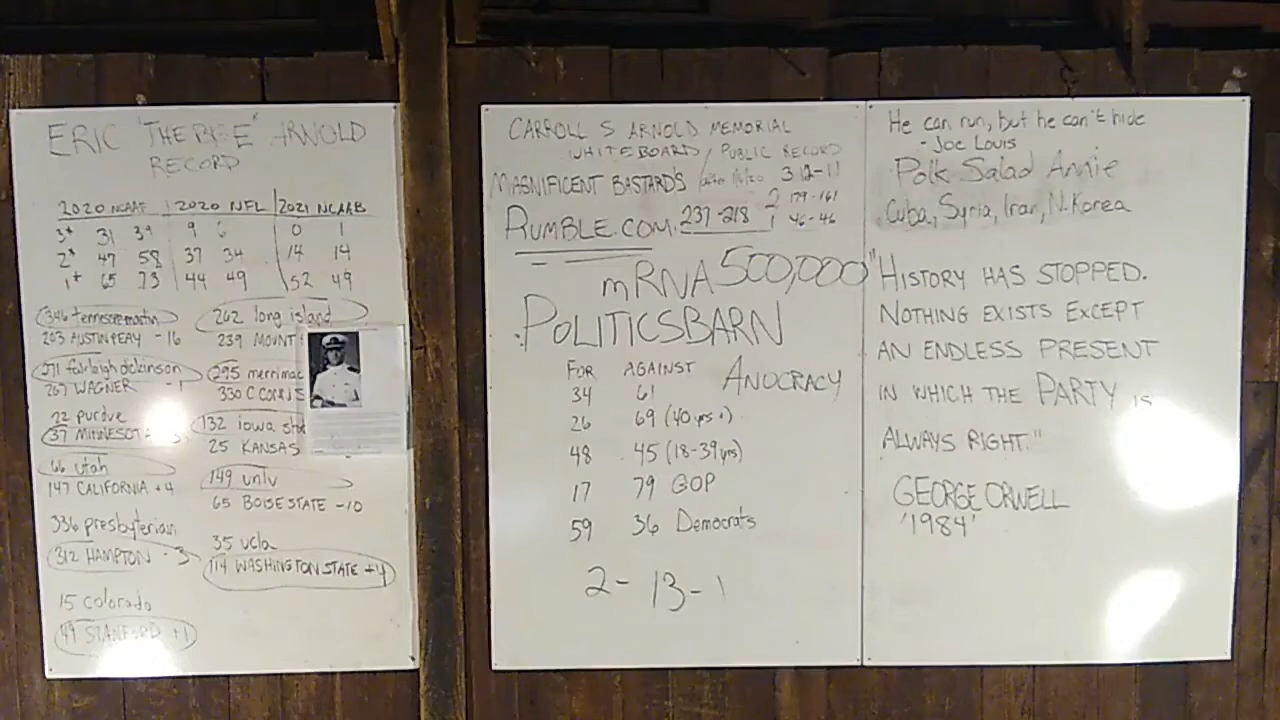 ERIC "THE BEE" ARNOLD
RECORD
2020 NCAAF 2020 NFL 2021 NCAAB
3* 31 39 9 6 0 1
2* 47 58 37 34 14 14
1* 65 73 44 49 52 49
346 tennessee martin
203 AUSTIN PEAY -16
271 fairleigh dickinson
267 WAGNER -1
22 purdue
37 MINNESOTA
66 utah
147 CALIFORNIA +4
336 presbyterian
312 HAMPTON -3
15 colorado
49 STANFORD +1
262 long island
239 MOUNT
295 merrimac
330 C CONN S
132 iowa sta
25 KANSAS
149 unlv
65 BOISE STATE -10
35 ucla
114 WASHINGTON STATE +4
CARROLL S ARNOLD MEMORIAL
WHITEBOARD / PUBLIC RECORD
MAGNIFICENT BASTARD'S 3 12-11
2 179-161
RUMBLE.COM 237-218 1 46-46
mRNA 500,000
POLITICSBARN
FOR AGAINST ANOCRACY
34 61
26 69 (40 yrs +)
48 45 (18-39 yrs)
17 79 GOP
59 36 Democrats
2- 13-1
He can run, but he can't hide
- Joe Louis
Polk Salad Annie
Cuba, Syria, Iran, N. Korea
"HISTORY HAS STOPPED.
NOTHING EXISTS EXCEPT
AN ENDLESS PRESENT
IN WHICH THE PARTY IS
ALWAYS RIGHT."
GEORGE ORWELL
'1984'